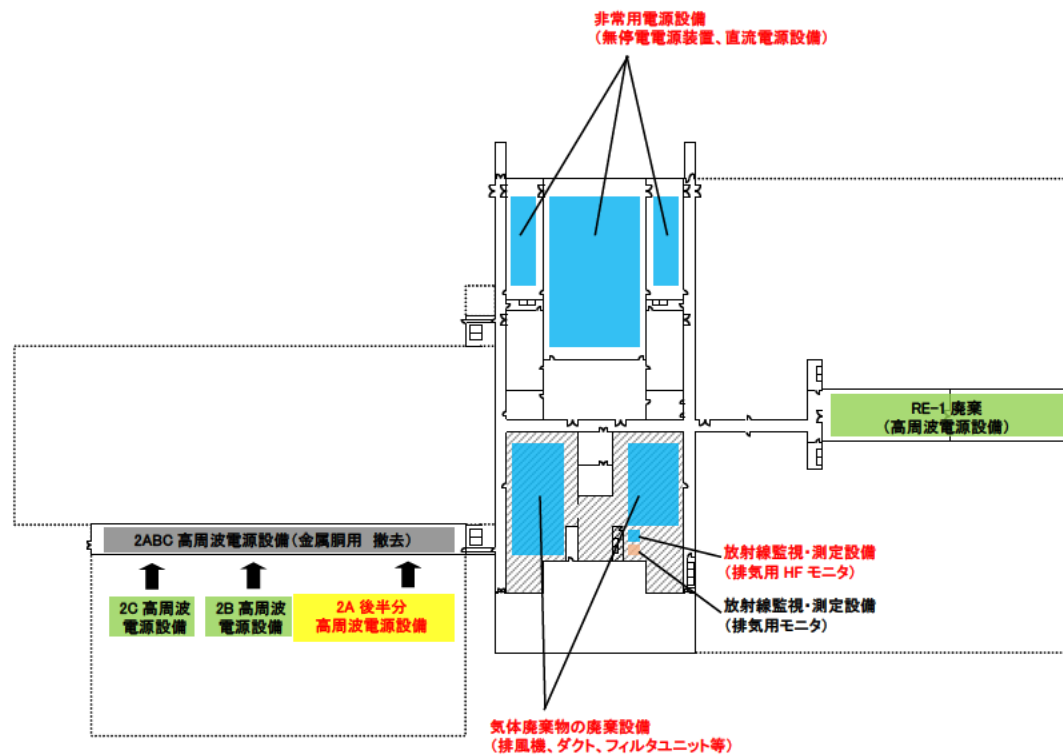 非常用電源設備
(無停電電源装置、直流電源設備)
RE-1 廃棄
(高周波電源設備)
2ABC 高周波電源設備(金属胴用　撤去)
2C 高周波
電源設備
2B 高周波
電源設備
2A 後半分
高周波電源設備
放射線監視・測定設備
(排気用 HF モニタ)
放射線監視・測定設備
(排気用モニタ)
気体廃棄物の廃棄設備
(排風機、ダクト、フィルタユニット等)